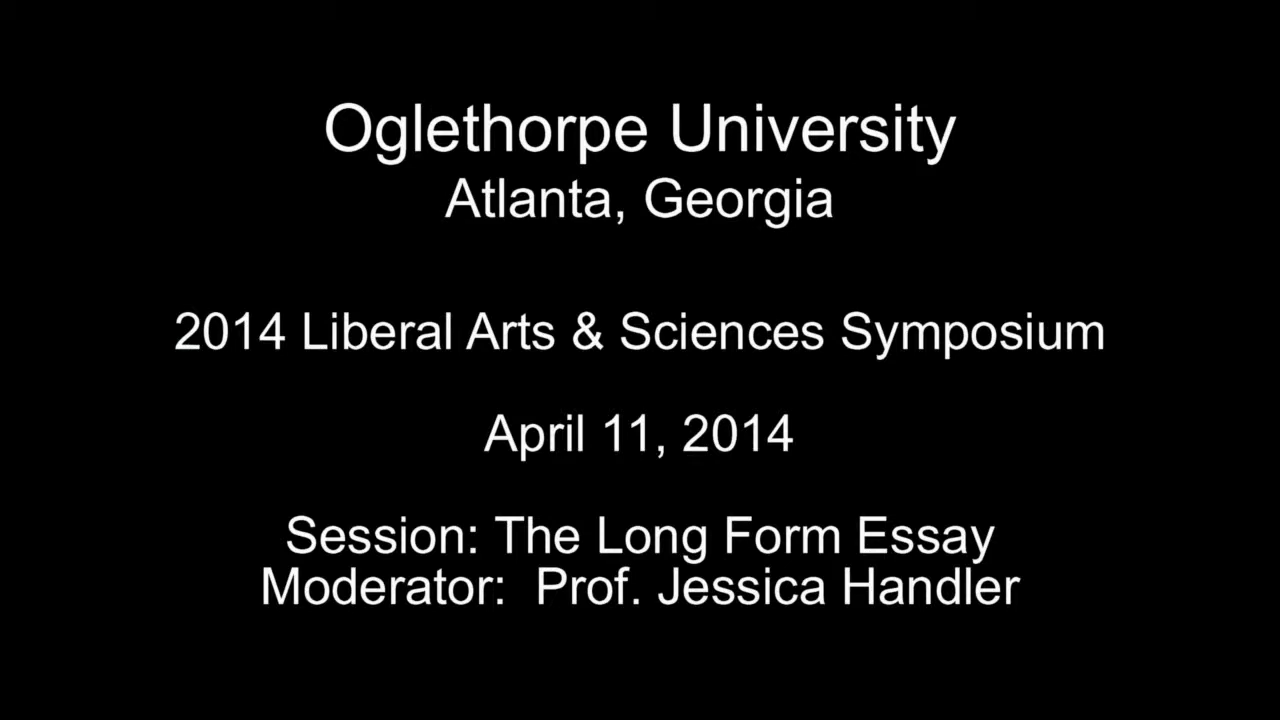 Oglethorpe University
Atlanta, Georgia
2014 Liberal Arts & Sciences Symposium
April 11, 2014
Session: The Long Form Essay
Moderator:  Prof. Jessica Handler